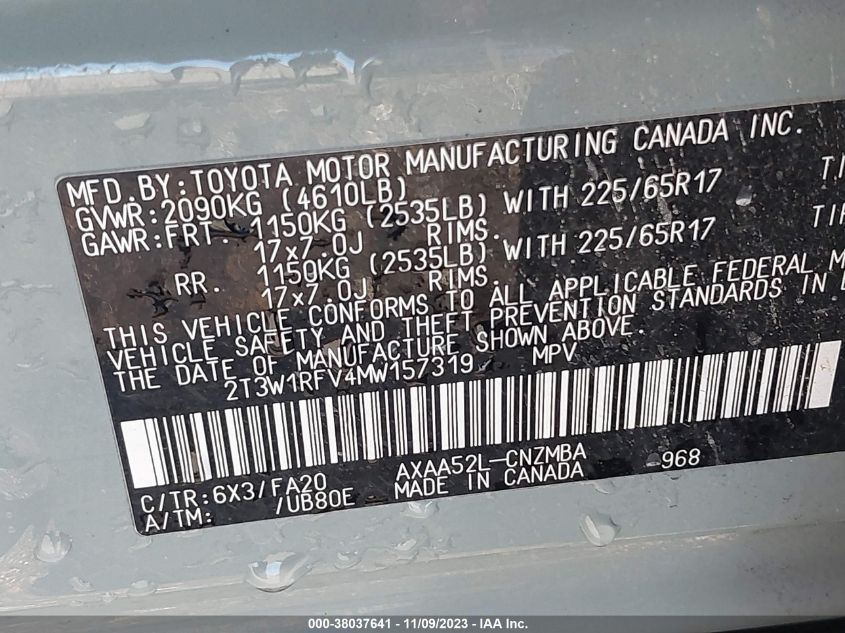 MFD.BY:TOYOTA MOTOR MANUFACTURING CANADA INC.
GVWR:2090KG (4610LB)
GAWR:FRT. 1150KG (2535LB) WITH 225/65R17
17x7.0J RIMS.
RR. 1150KG (2535LB) WITH 225/65R17
17x7.0J RIMS.
THIS VEHICLE CONFORMS TO ALL APPLICABLE FEDERAL
VEHICLE SAFETY AND THEFT PREVENTION STANDARDS IN
THE DATE OF MANUFACTURE SHOWN ABOVE.
2T3W1RFV4MW157319 MPV
C/TR:6X3/FA20 AXAA52L-CNZMBA 968
A/TM: /UB80E MADE IN CANADA
000-38037641 - 11/09/2023 - IAA Inc.